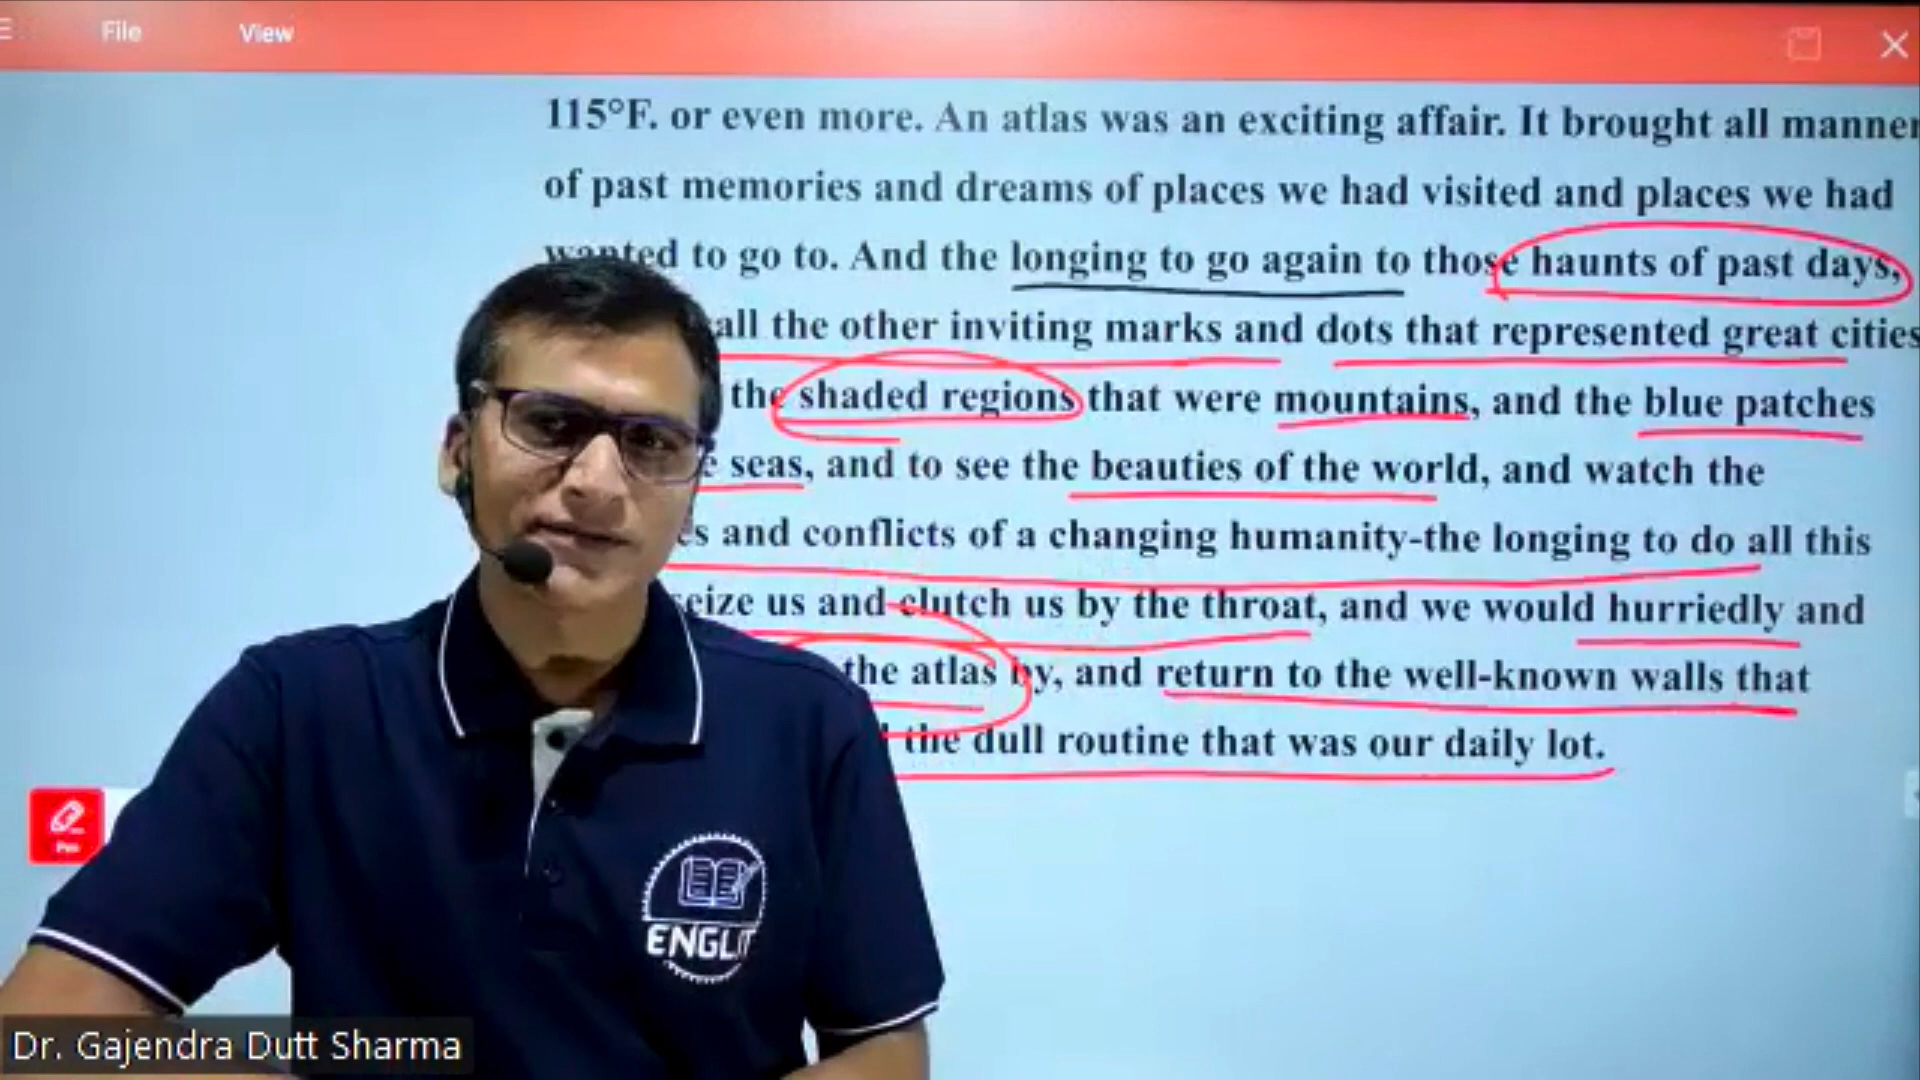 File View
115°F. or even more. An atlas was an exciting affair. It brought all manner
of past memories and dreams of places we had visited and places we had
wanted to go to. And the longing to go again to those haunts of past days,
all the other inviting marks and dots that represented great cities
the shaded regions that were mountains, and the blue patches
seas, and to see the beauties of the world, and watch the
and conflicts of a changing humanity-the longing to do all this
us and clutch us by the throat, and we would hurriedly and
the atlas by, and return to the well-known walls that
the dull routine that was our daily lot.
Pen
ENGLIT
Dr. Gajendra Dutt Sharma